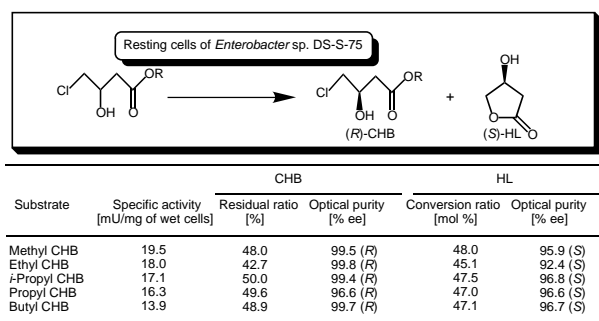 Resting cells of Enterobacter sp. DS-S-75
Cl OH O OR
Cl OH O OR
(R)-CHB
+
OH O O
(S)-HL
CHB HL
Substrate Specific activity [mU/mg of wet cells] Residual ratio [%] Optical purity [% ee] Conversion ratio [mol %] Optical purity [% ee]
Methyl CHB 19.5 48.0 99.5 (R) 48.0 95.9 (S)
Ethyl CHB 18.0 42.7 99.8 (R) 45.1 92.4 (S)
i-Propyl CHB 17.1 50.0 99.4 (R) 47.5 96.8 (S)
Propyl CHB 16.3 49.6 96.6 (R) 47.0 96.6 (S)
Butyl CHB 13.9 48.9 99.7 (R) 47.1 96.7 (S)